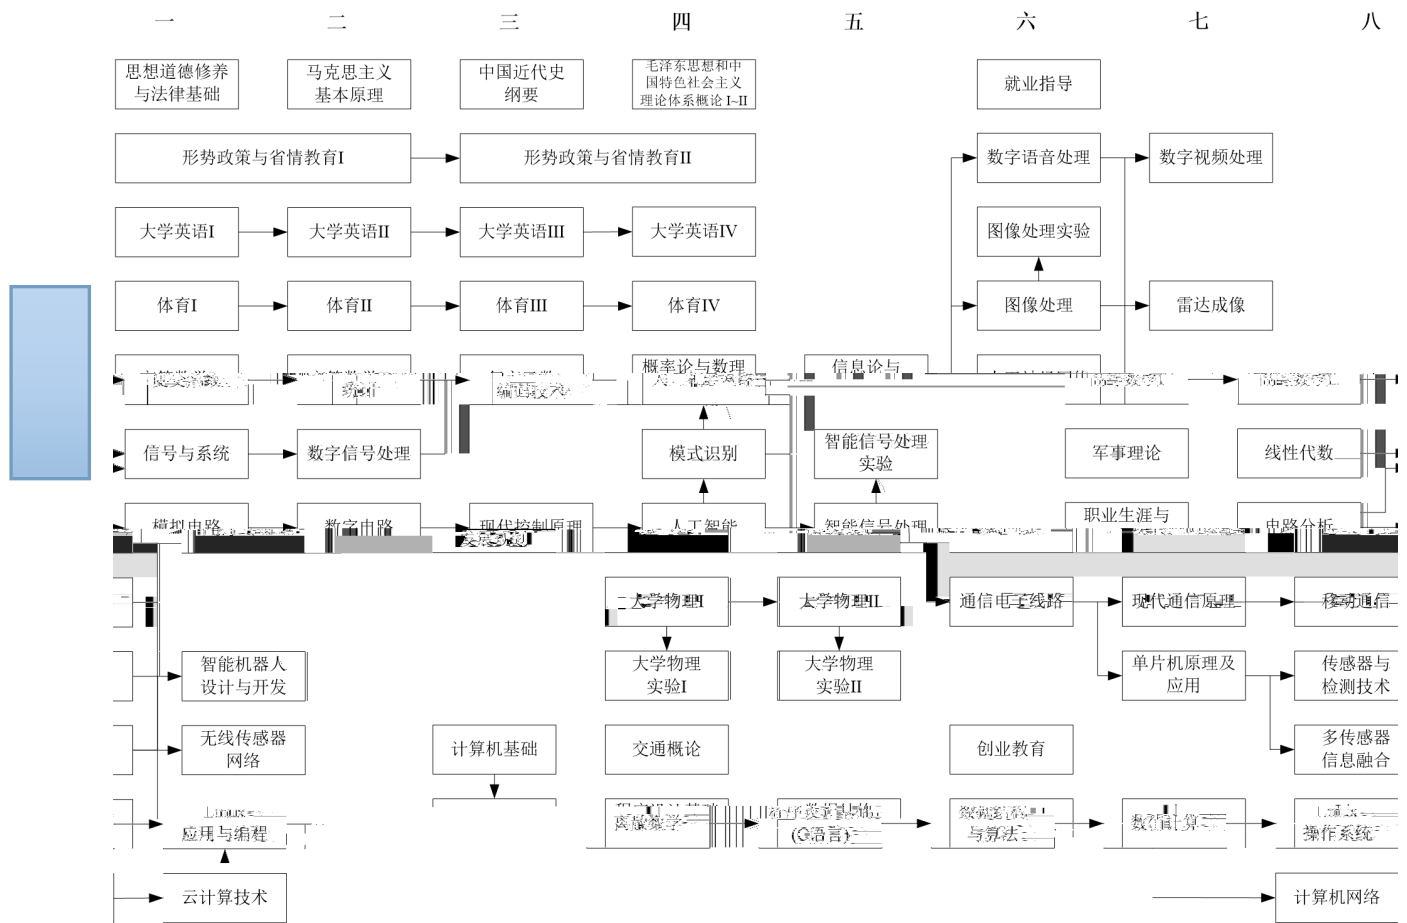 一 二 三 四 五 六 七 八
思想道德修养
与法律基础
马克思主义
基本原理
中国近代史
纲要
毛泽东思想和中
国特色社会主义
理论体系概论 I~II
就业指导
形势政策与省情教育I
形势政策与省情教育II
数字语音处理
数字视频处理
大学英语I
大学英语II
大学英语III
大学英语IV
图像处理实验
体育I
体育II
体育III
体育IV
图像处理
雷达成像
概率论与数理
信息论与
信号与系统
数字信号处理
模式识别
智能信号处理
实验
军事理论
线性代数
模拟电路
数字电路
现代控制原理
人工智能
智能信号处理
职业生涯与
电路分析
大学物理I
大学物理II
通信电子线路
现代通信原理
移动通信
智能机器人
设计与开发
大学物理
实验I
大学物理
实验II
单片机原理及
应用
传感器与
检测技术
无线传感器
网络
计算机基础
交通概论
创业教育
多传感器
信息融合
应用与编程
离散数学
(C语言)
与算法
数值计算
操作系统
云计算技术
计算机网络